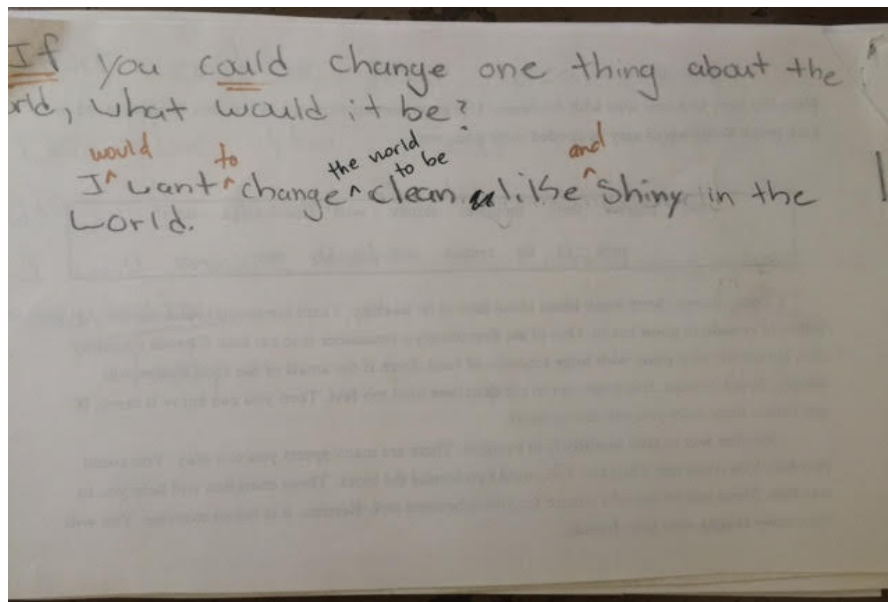 If you could change one thing about the
rld, what would it be?
would to the world to be and
I want change clean like shiny in the
world.